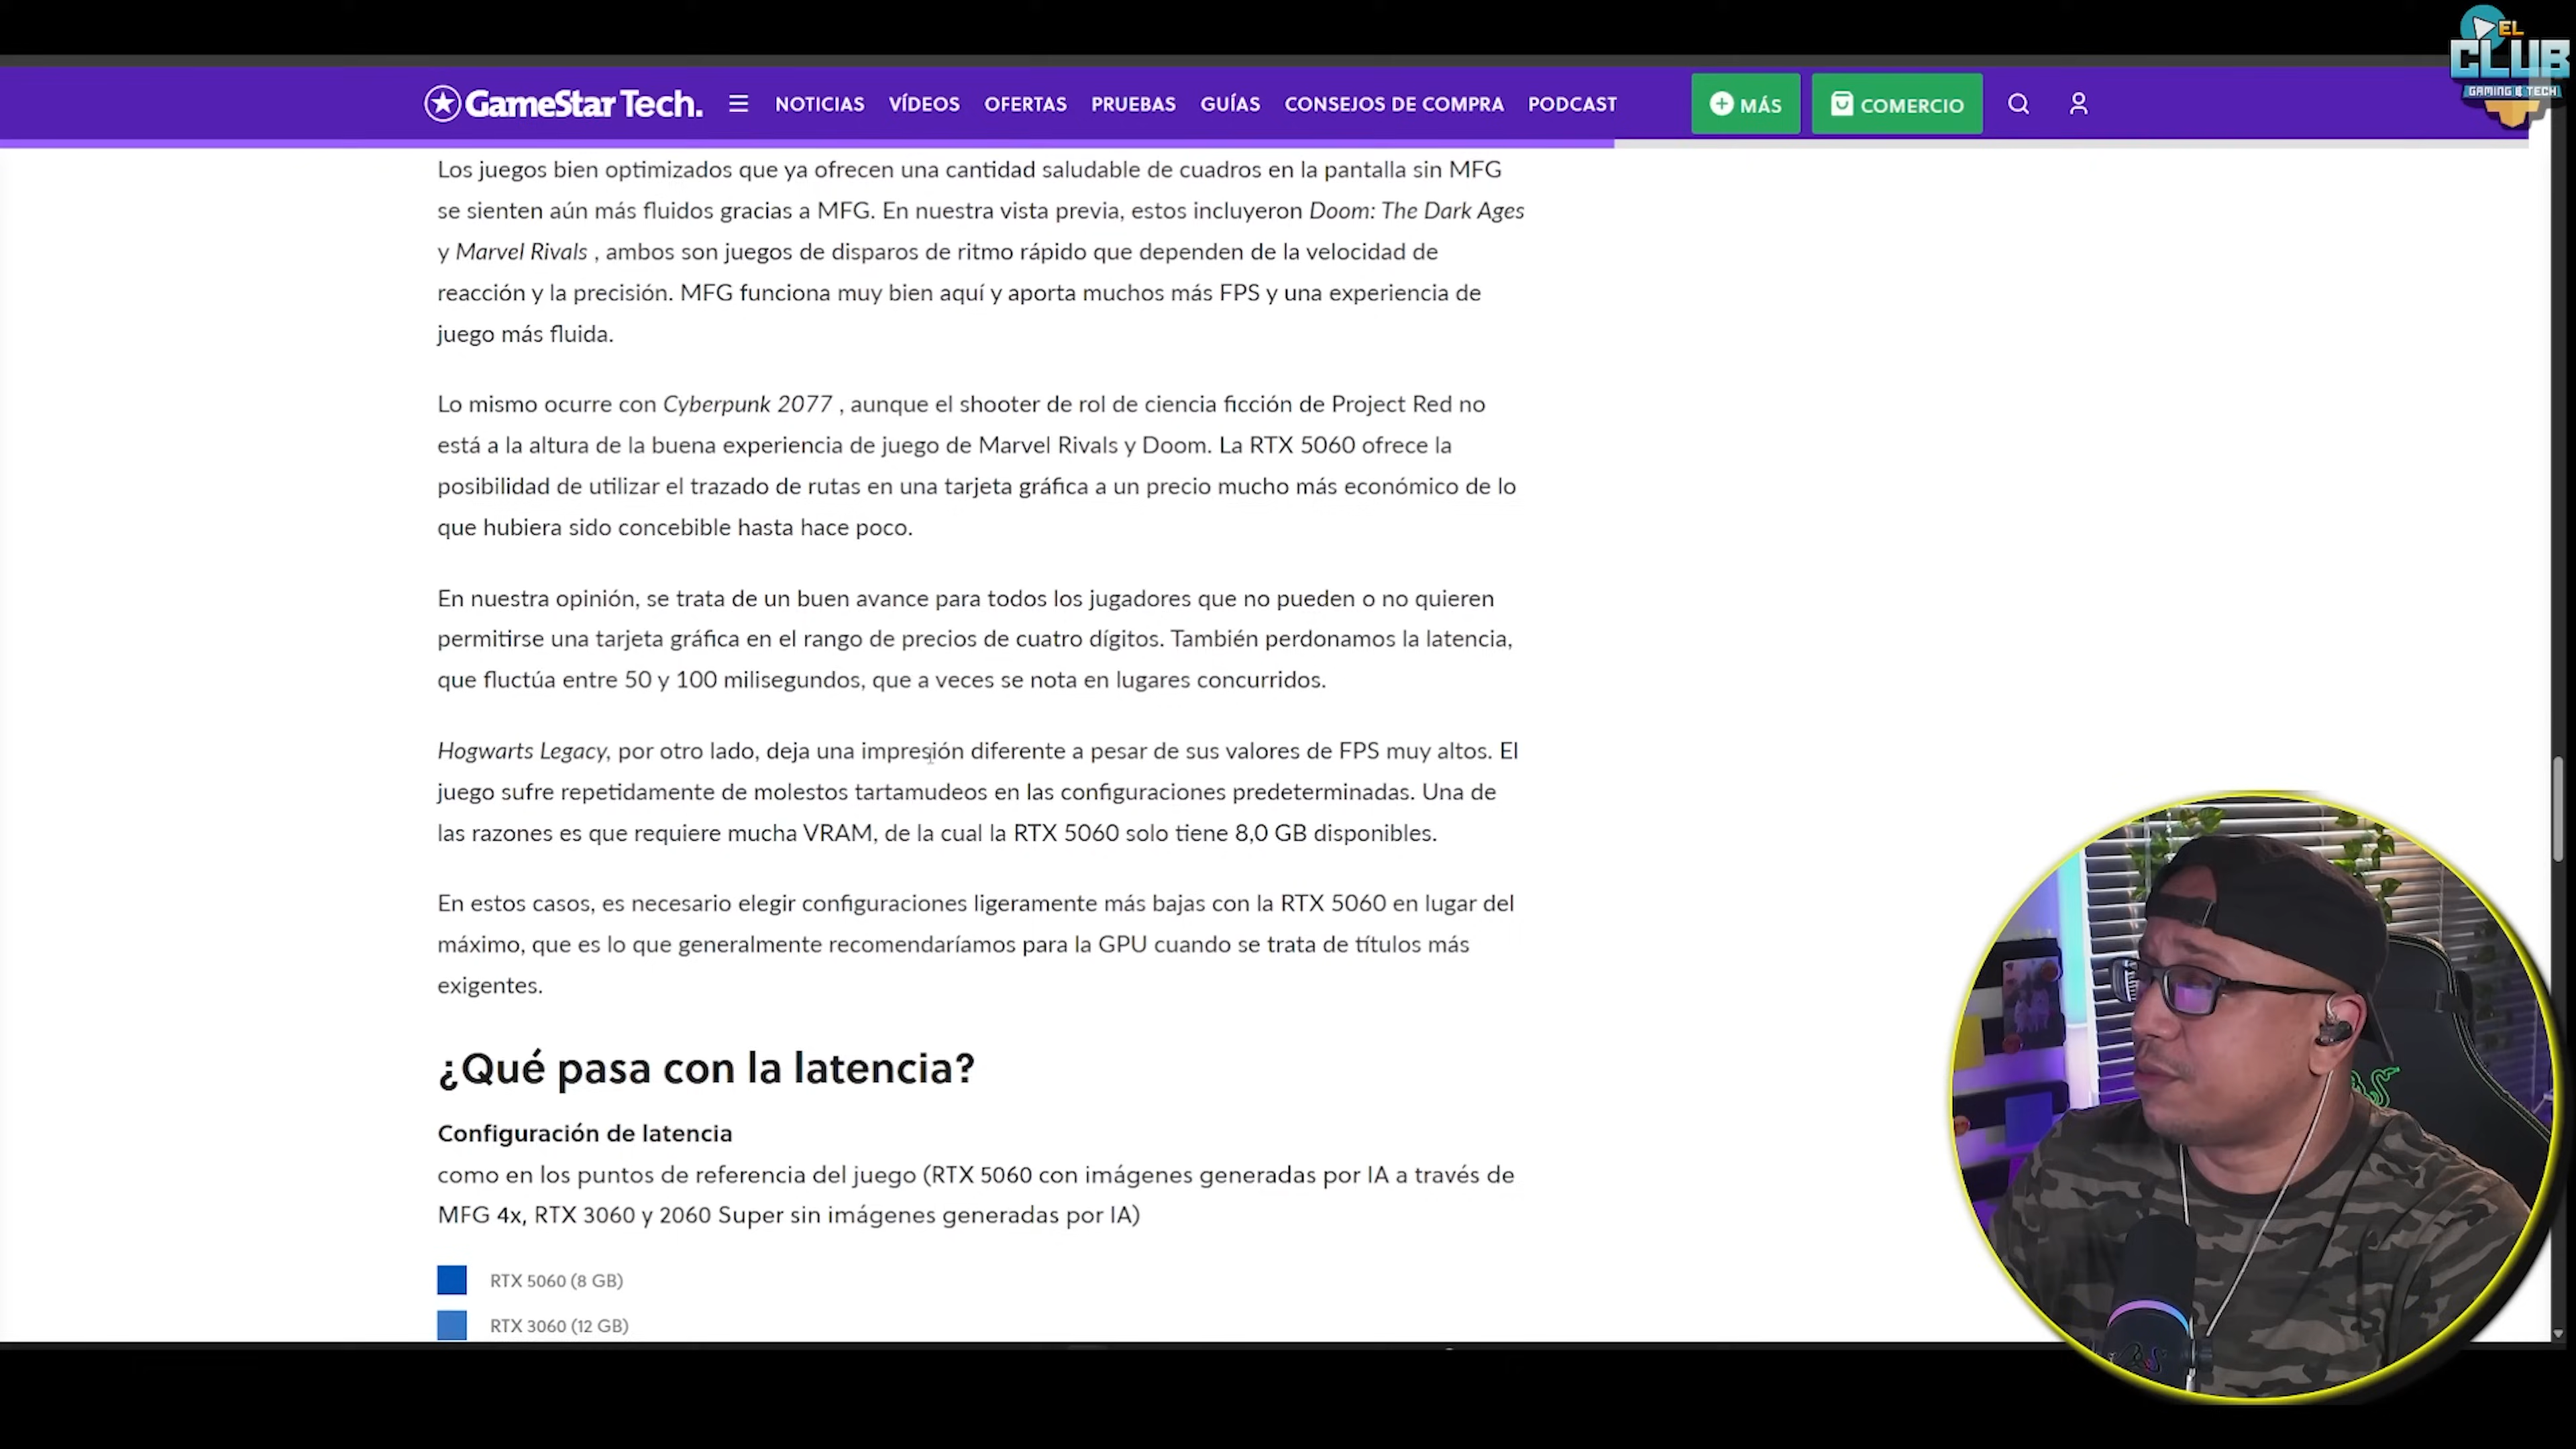 EL
CLUB
GAMING & TECH
GameStar Tech.
NOTICIAS
VÍDEOS
OFERTAS
PRUEBAS
GUÍAS
CONSEJOS DE COMPRA
PODCAST
MÁS
COMERCIO
Los juegos bien optimizados que ya ofrecen una cantidad saludable de cuadros en la pantalla sin MFG
se sienten aún más fluidos gracias a MFG. En nuestra vista previa, estos incluyeron Doom: The Dark Ages
y Marvel Rivals , ambos son juegos de disparos de ritmo rápido que dependen de la velocidad de
reacción y la precisión. MFG funciona muy bien aquí y aporta muchos más FPS y una experiencia de
juego más fluida.
Lo mismo ocurre con Cyberpunk 2077 , aunque el shooter de rol de ciencia ficción de Project Red no
está a la altura de la buena experiencia de juego de Marvel Rivals y Doom. La RTX 5060 ofrece la
posibilidad de utilizar el trazado de rutas en una tarjeta gráfica a un precio mucho más económico de lo
que hubiera sido concebible hasta hace poco.
En nuestra opinión, se trata de un buen avance para todos los jugadores que no pueden o no quieren
permitirse una tarjeta gráfica en el rango de precios de cuatro dígitos. También perdonamos la latencia,
que fluctúa entre 50 y 100 milisegundos, que a veces se nota en lugares concurridos.
Hogwarts Legacy, por otro lado, deja una impresión diferente a pesar de sus valores de FPS muy altos. El
juego sufre repetidamente de molestos tartamudeos en las configuraciones predeterminadas. Una de
las razones es que requiere mucha VRAM, de la cual la RTX 5060 solo tiene 8,0 GB disponibles.
En estos casos, es necesario elegir configuraciones ligeramente más bajas con la RTX 5060 en lugar del
máximo, que es lo que generalmente recomendaríamos para la GPU cuando se trata de títulos más
exigentes.
¿Qué pasa con la latencia?
Configuración de latencia
como en los puntos de referencia del juego (RTX 5060 con imágenes generadas por IA a través de
MFG 4x, RTX 3060 y 2060 Super sin imágenes generadas por IA)
RTX 5060 (8 GB)
RTX 3060 (12 GB)